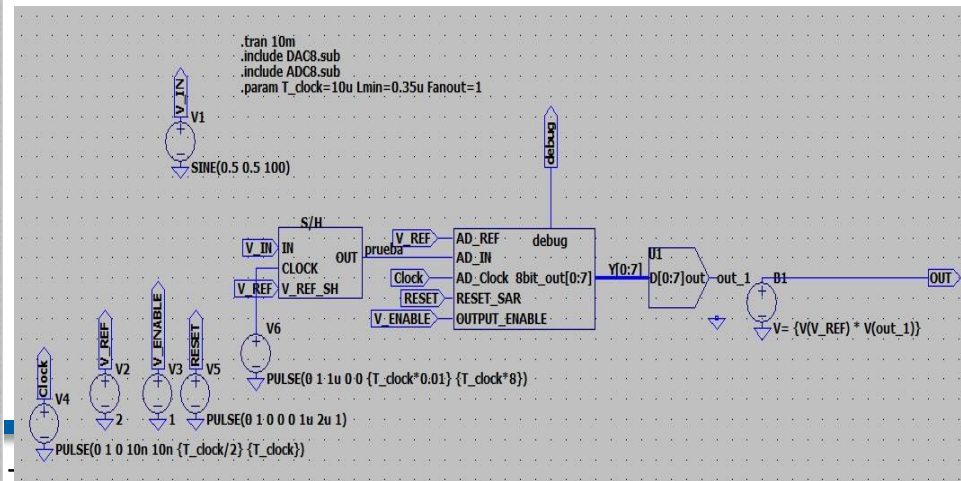 .tran 10m
.include DAC8.sub
.include ADC8.sub
.param T_clock=10u Lmin=0.35u Fanout=1
V_IN
V1
SINE(0.5 0.5 100)
debug
S/H
V_IN
IN
OUT
prueba
CLOCK
V_REF
V_REF_SH
V_REF
AD_REF
debug
AD_IN
Clock
AD_Clock
8bit_out[0:7]
RESET
RESET_SAR
V_ENABLE
OUTPUT_ENABLE
Y[0:7]
U1
D[0:7]
out
out_1
B1
OUT
V= {V(V_REF) * V(out_1)}
V6
PULSE(0 1 1u 0 0 {T_clock*0.01} {T_clock*8})
Clock
V4
V_REF
V2
2
V_ENABLE
V3
1
RESET
V5
PULSE(0 1 0 0 0 1u 2u 1)
PULSE(0 1 0 10n 10n {T_clock/2} {T_clock})